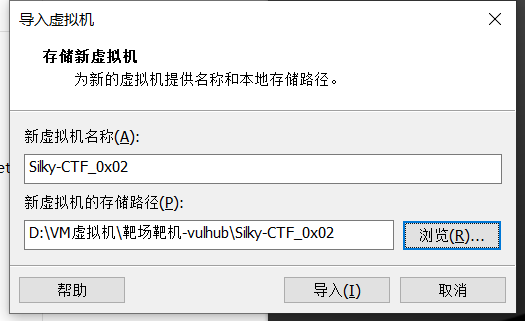 导入虚拟机
存储新虚拟机
为新的虚拟机提供名称和本地存储路径。
新虚拟机名称(A):
Silky-CTF_0x02
et
新虚拟机的存储路径(P):
D:\VM虚拟机\靶场靶机-vulhub\Silky-CTF_0x02
浏览(R)...
帮助
导入(I)
取消